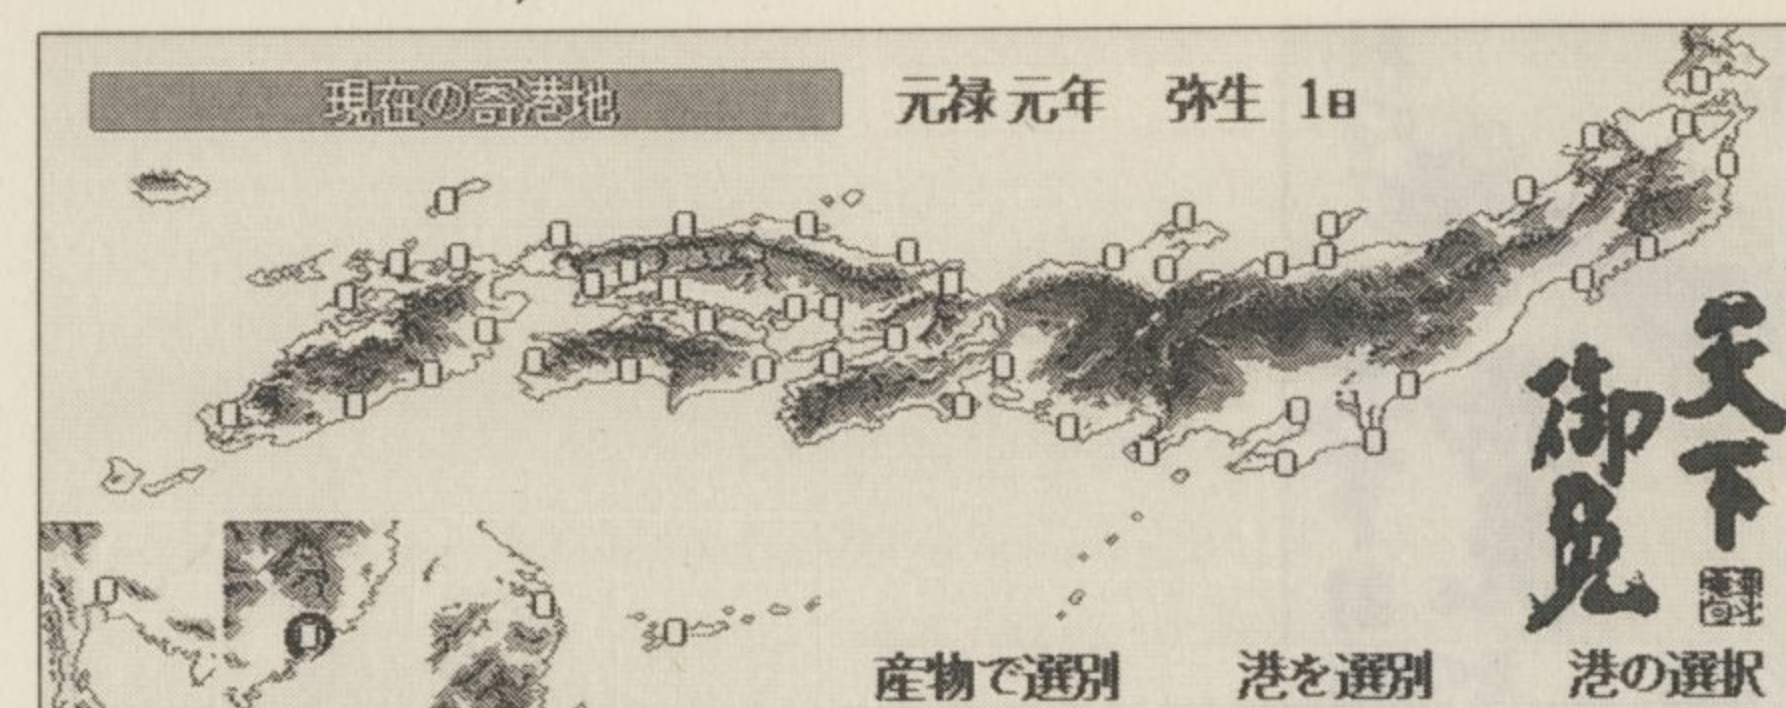 現在の寄港地
元禄元年 弥生 1日
天下
御免
産物で選別 港を選別 港の選択